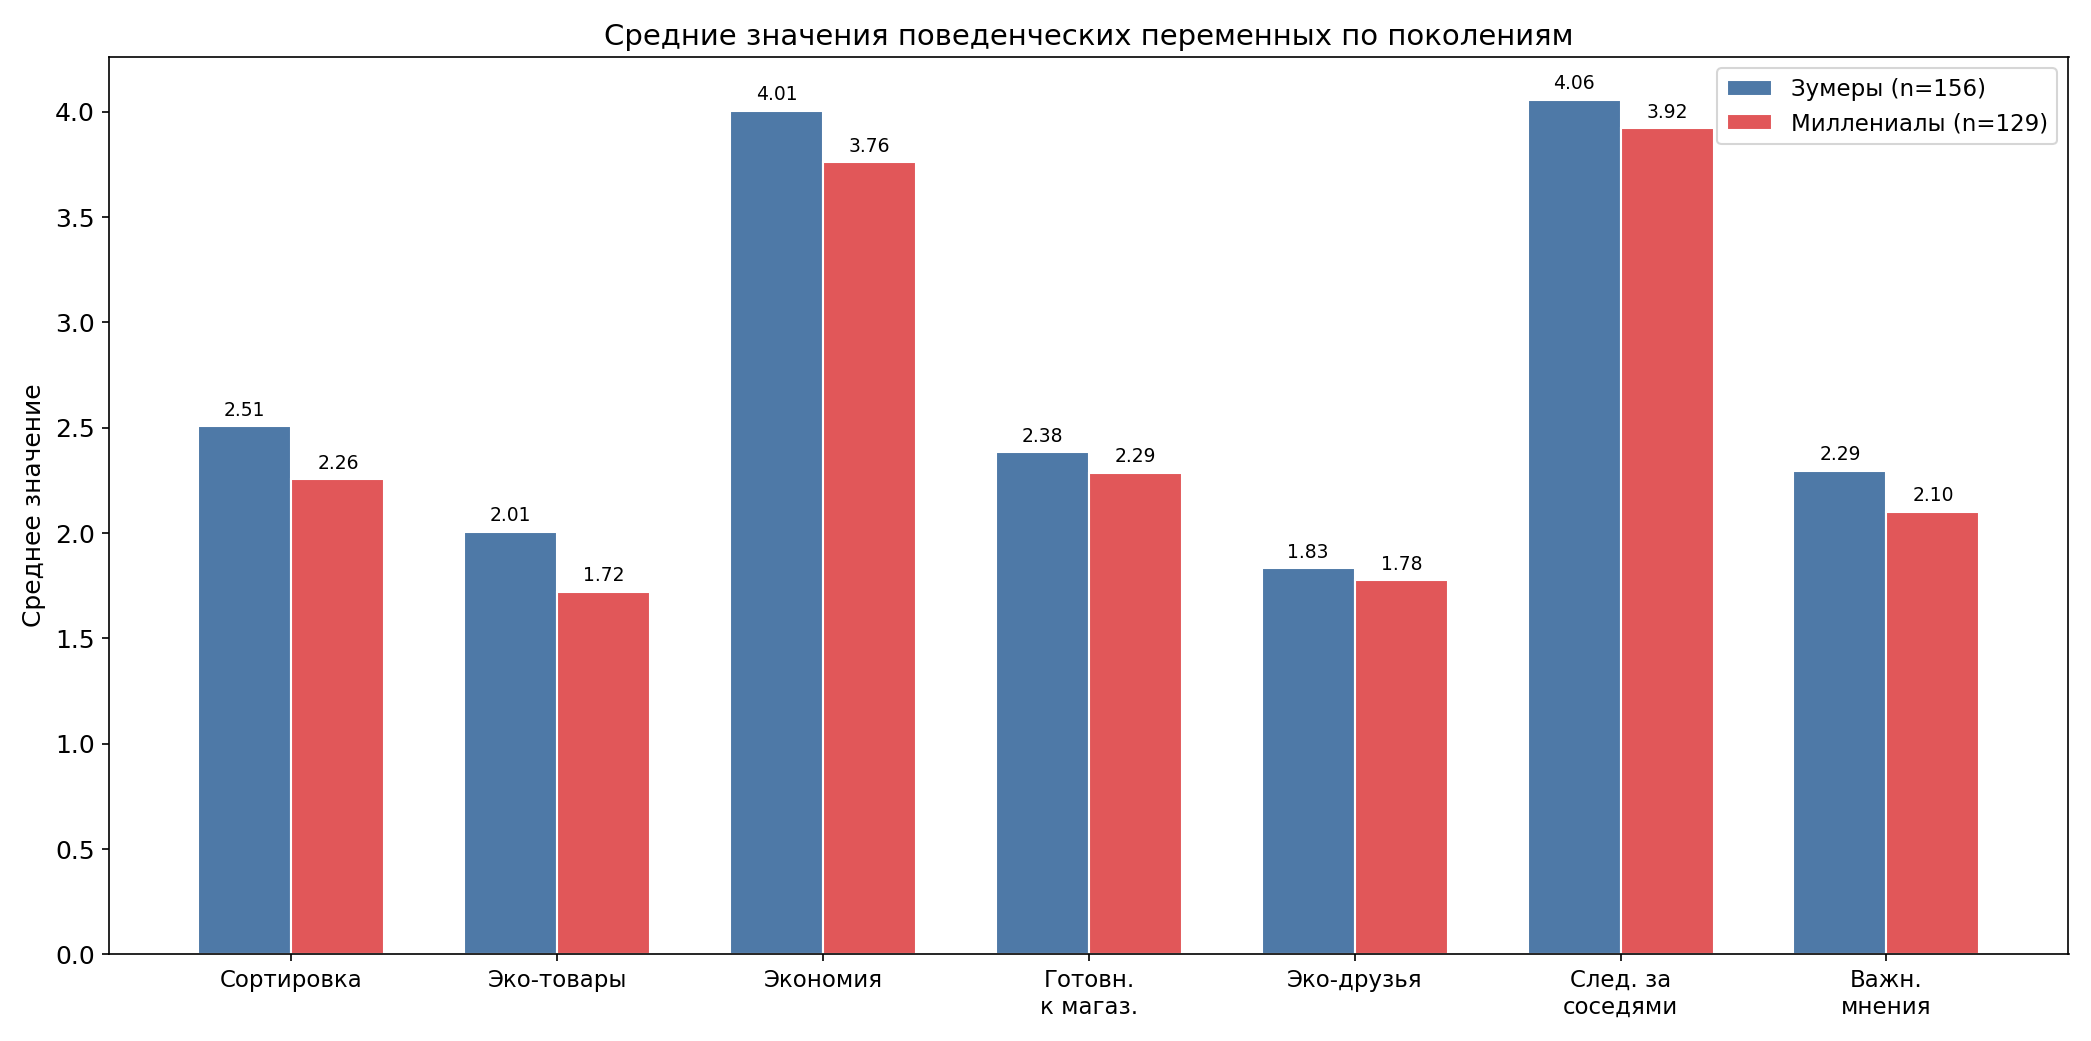 Средние значения поведенческих переменных по поколениям
Зумеры (n=156)
Миллениалы (n=129)
Среднее значение
4.0
3.5
3.0
2.5
2.0
1.5
1.0
0.5
0.0
2.51
2.26
2.01
1.72
4.01
3.76
2.38
2.29
1.83
1.78
4.06
3.92
2.29
2.10
Сортировка
Эко-товары
Экономия
Готовн.
к магаз.
Эко-друзья
След. за
соседями
Важн.
мнения